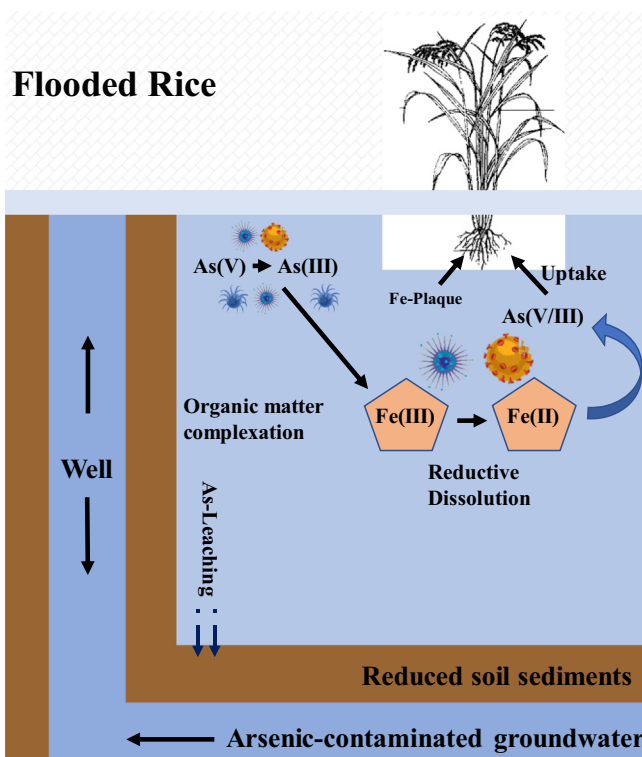 Flooded Rice
As(V) As(III)
Uptake
Fe-Plaque
As(V/III)
Organic matter
complexation
Fe(III) Fe(II)
Reductive
Dissolution
Well
As-Leaching
Reduced soil sediments
Arsenic-contaminated groundwater